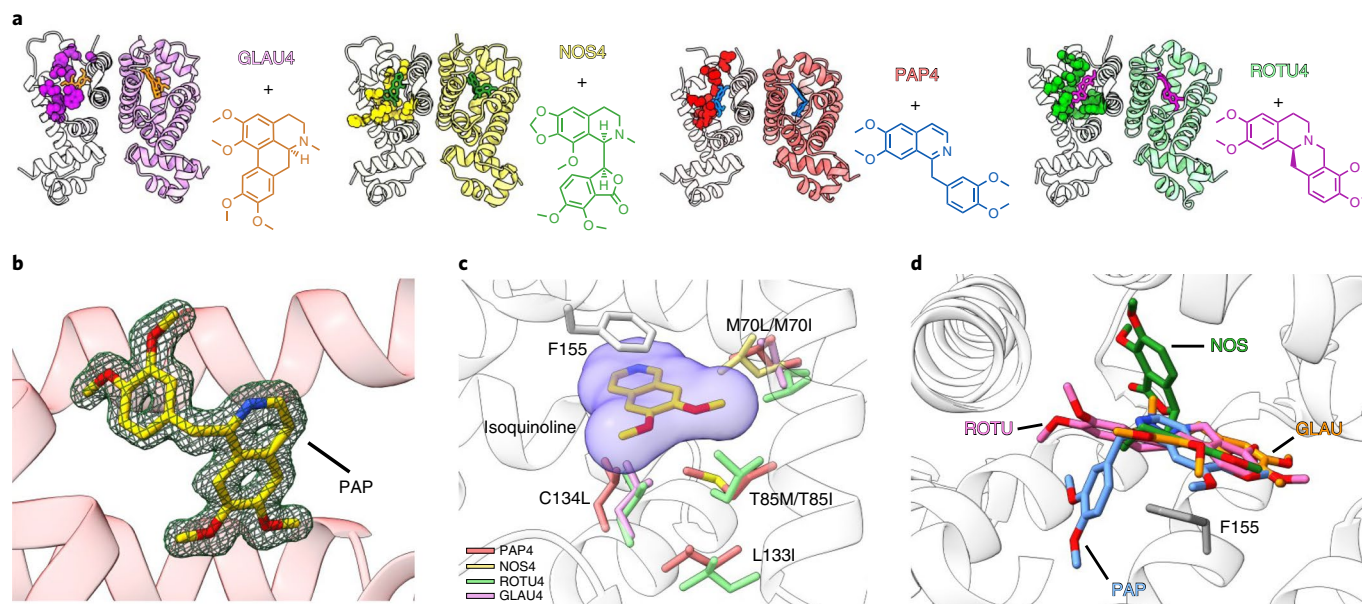 a
GLAU4
+
NOS4
+
PAP4
+
ROTU4
+
O
O
O
O
N
H
O
O
O
N
H
H
O
O
O
O
O
O
N
O
O
O
O
N
H
O
O
b
PAP
c
M70L/M70I
F155
Isoquinoline
C134L
T85M/T85I
L133I
PAP4
NOS4
ROTU4
GLAU4
d
NOS
ROTU
GLAU
F155
PAP